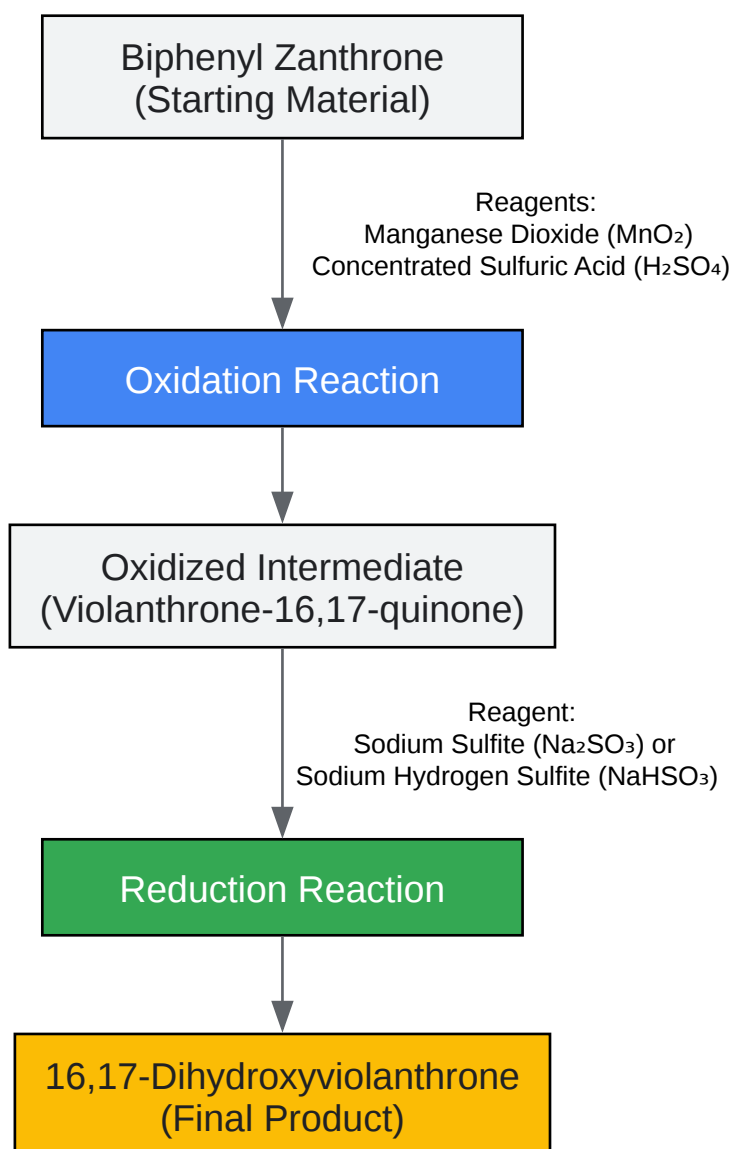 Biphenyl Zanthrone
(Starting Material)
Reagents:
Manganese Dioxide (MnO₂)
Concentrated Sulfuric Acid (H₂SO₄)
Oxidation Reaction
Oxidized Intermediate
(Violanthrone-16,17-quinone)
Reagent:
Sodium Sulfite (Na₂SO₃) or
Sodium Hydrogen Sulfite (NaHSO₃)
Reduction Reaction
16,17-Dihydroxyviolanthrone
(Final Product)